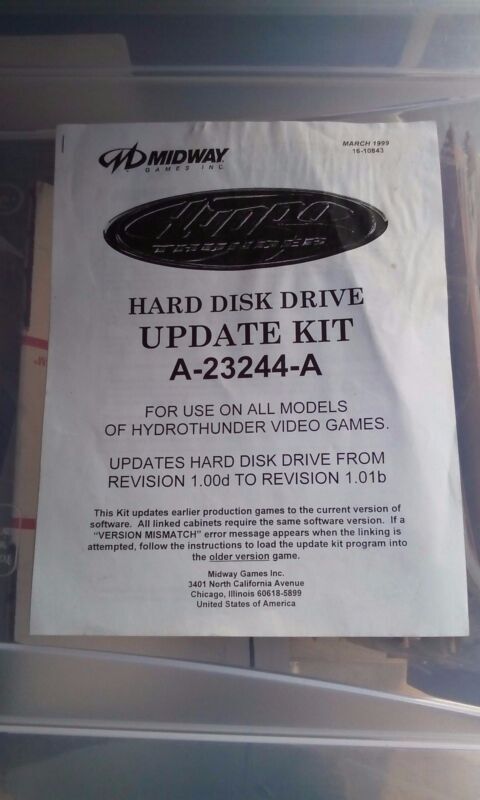 MIDWAY
GAMES INC.
MARCH 1999
16-10843
Hydro
THUNDER
HARD DISK DRIVE
UPDATE KIT
A-23244-A
FOR USE ON ALL MODELS
OF HYDROTHUNDER VIDEO GAMES.
UPDATES HARD DISK DRIVE FROM
REVISION 1.00d TO REVISION 1.01b
This Kit updates earlier production games to the current version of
software. All linked cabinets require the same software version. If a
"VERSION MISMATCH" error message appears when the linking is
attempted, follow the instructions to load the update kit program into
the older version game.
Midway Games Inc.
3401 North California Avenue
Chicago, Illinois 60618-5899
United States of America